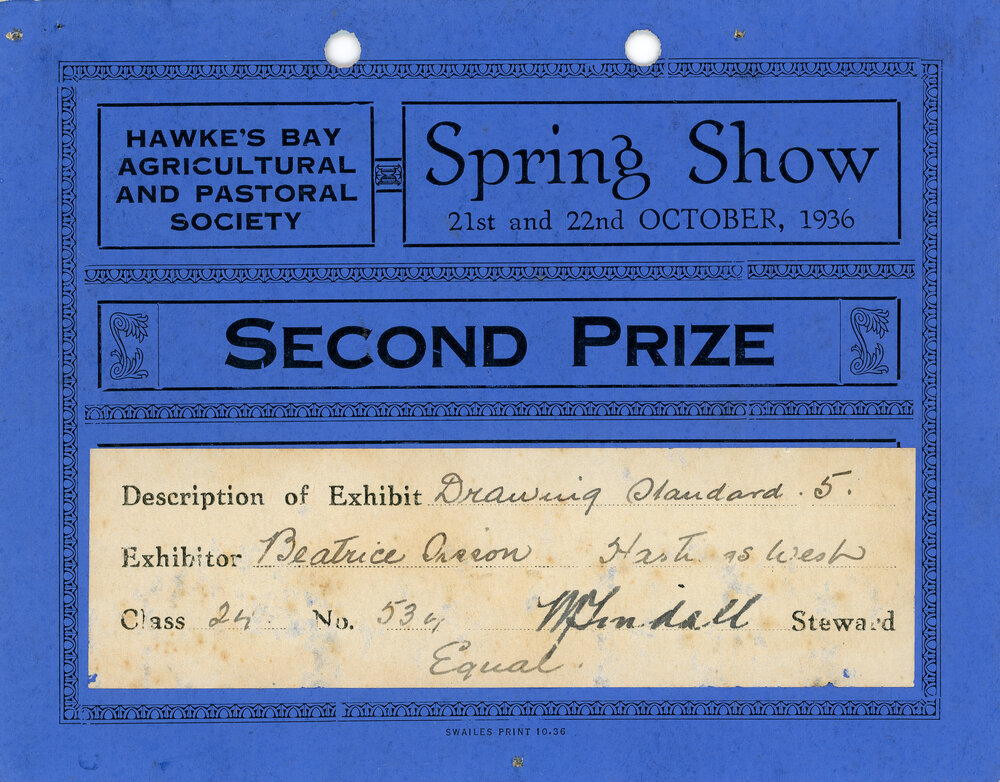 HAWKE'S BAY
AGRICULTURAL
AND PASTORAL
SOCIETY
Spring Show
21st and 22nd OCTOBER, 1936
SECOND PRIZE
Description of Exhibit Drawing Standard. 5.
Exhibitor Beatrice West
Class 24 No. 534 Steward
Equal.
SWAILES PRINT 10.36